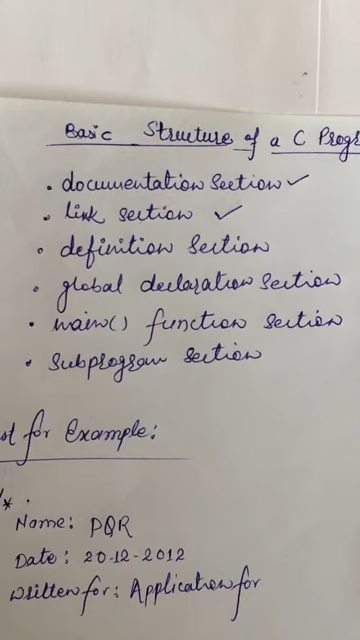 Basic Structure of a C Progr
• documentation Section ✓
• link section ✓
• definition Section
• global declaration Section
• main() function section
• subprogram section
for Example:
/*
Name: PQR
Date: 20-12-2012
written for: Application for